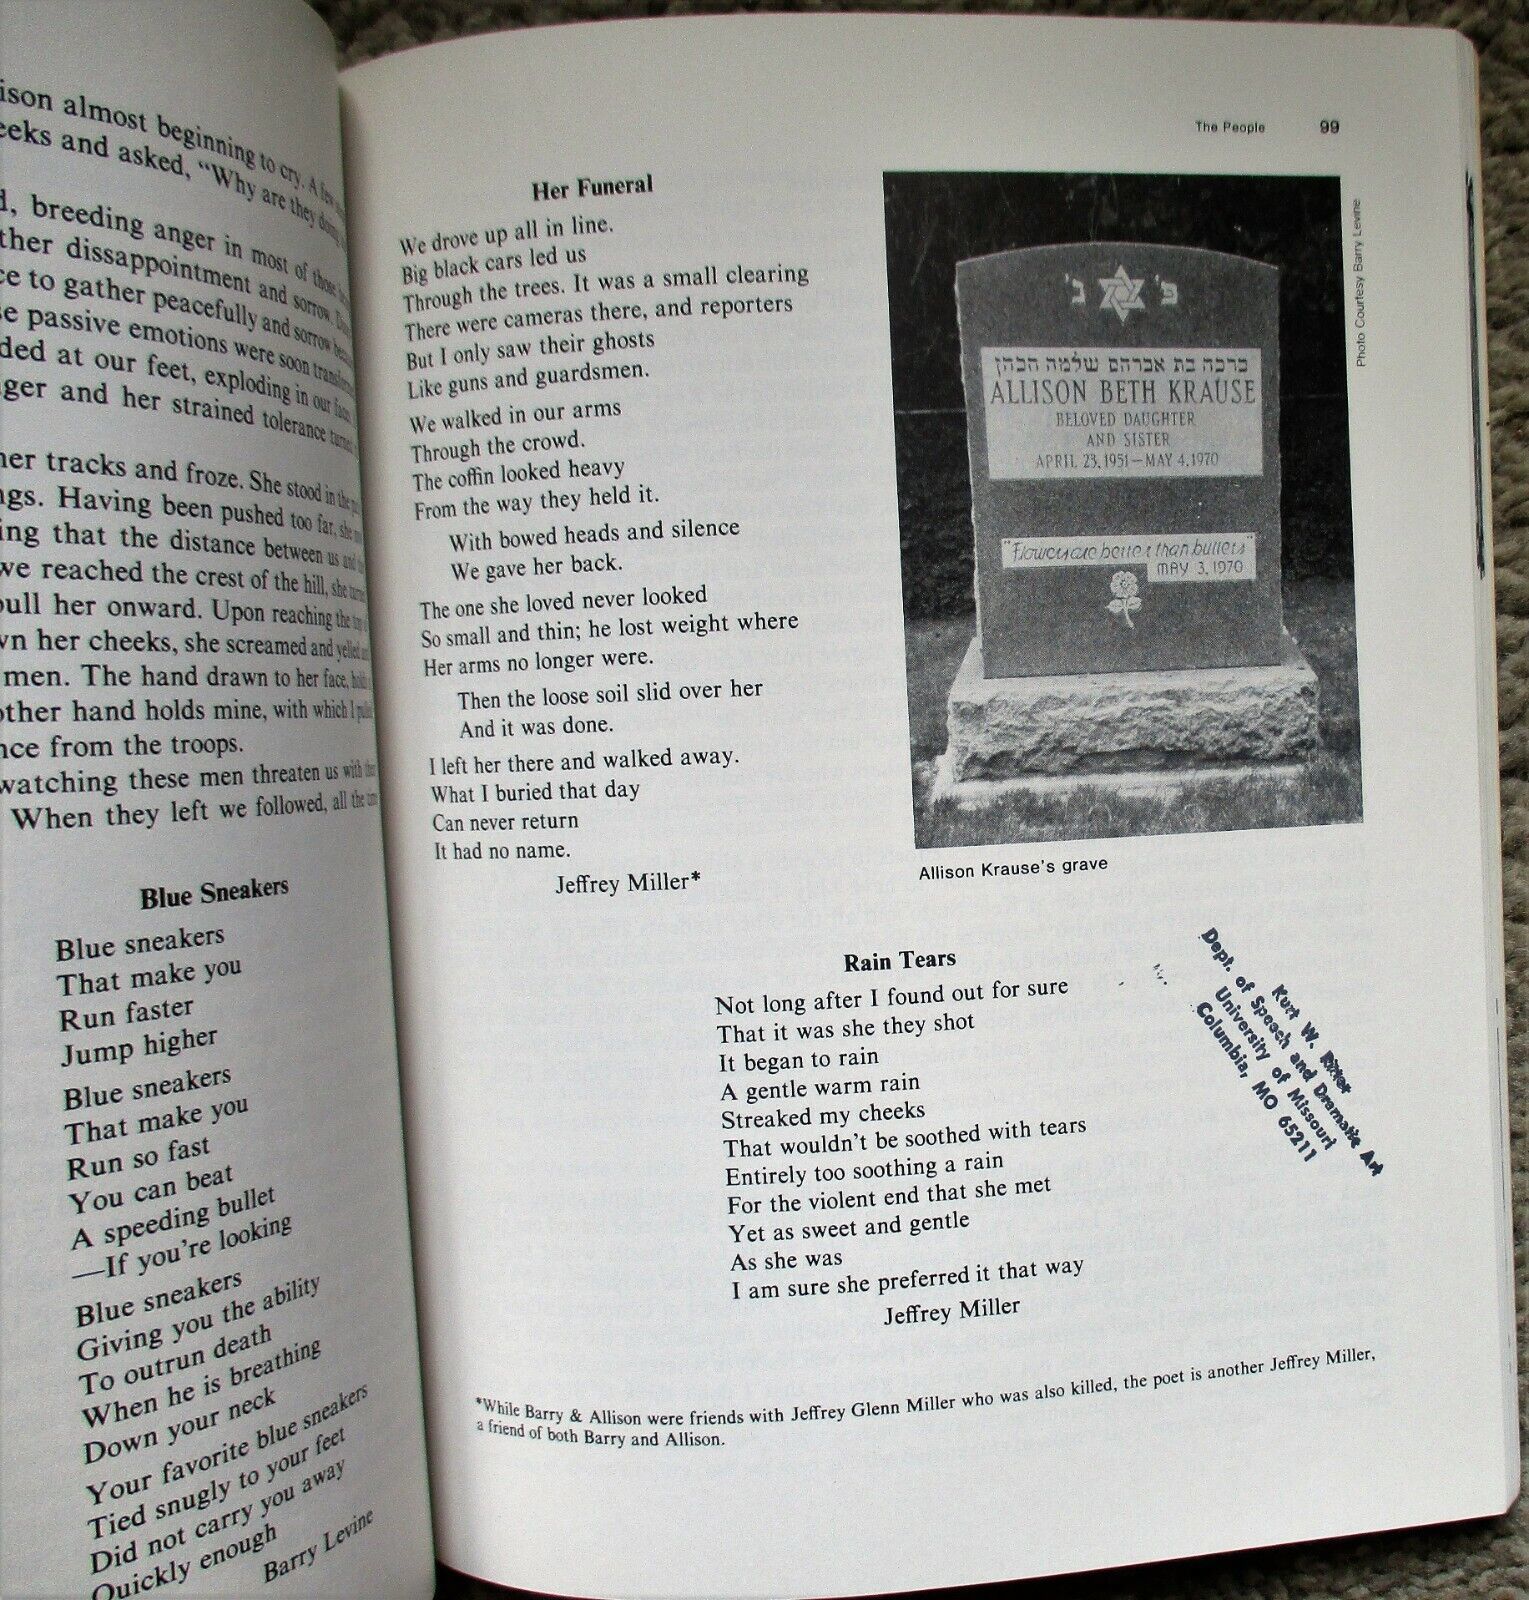 ison almost beginning to cry. A few
eeks and asked, "Why are they doing
d, breeding anger in most of those
ther dissappointment and sorrow.
ce to gather peacefully and sorrow
se passive emotions were soon
ded at our feet, exploding in our
nger and her strained tolerance
her tracks and froze. She stood in the
ngs. Having been pushed too far, she
ing that the distance between us and
we reached the crest of the hill, she
pull her onward. Upon reaching the
wn her cheeks, she screamed and yelled
men. The hand drawn to her face,
other hand holds mine, with which I
nce from the troops.
watching these men threaten us with
When they left we followed, all the
Blue Sneakers
Blue sneakers
That make you
Run faster
Jump higher
Blue sneakers
That make you
Run so fast
You can beat
A speeding bullet
—If you're looking
Blue sneakers
Giving you the ability
To outrun death
When he is breathing
Down your neck
Your favorite blue sneakers
Tied snugly to your feet
Did not carry you away
Quickly enough
Barry Levine
The People 99
Her Funeral
We drove up all in line.
Big black cars led us
Through the trees. It was a small clearing
There were cameras there, and reporters
But I only saw their ghosts
Like guns and guardsmen.
We walked in our arms
Through the crowd.
The coffin looked heavy
From the way they held it.
With bowed heads and silence
We gave her back.
The one she loved never looked
So small and thin; he lost weight where
Her arms no longer were.
Then the loose soil slid over her
And it was done.
I left her there and walked away.
What I buried that day
Can never return
It had no name.
Jeffrey Miller*
פ' נ'
ברכה בת אברהם שלמה הכהן
ALLISON BETH KRAUSE
BELOVED DAUGHTER
AND SISTER
APRIL 23, 1951—MAY 4, 1970
"Flowers are better than bullets"
MAY 3, 1970
Photo Courtesy Barry Levine
Allison Krause's grave
Rain Tears
Not long after I found out for sure
That it was she they shot
It began to rain
A gentle warm rain
Streaked my cheeks
That wouldn't be soothed with tears
Entirely too soothing a rain
For the violent end that she met
Yet as sweet and gentle
As she was
I am sure she preferred it that way
Jeffrey Miller
Kurt W. Ritter
Dept. of Speech and Dramatic Art
University of Missouri
Columbia, MO 65211
*While Barry & Allison were friends with Jeffrey Glenn Miller who was also killed, the poet is another Jeffrey Miller,
a friend of both Barry and Allison.